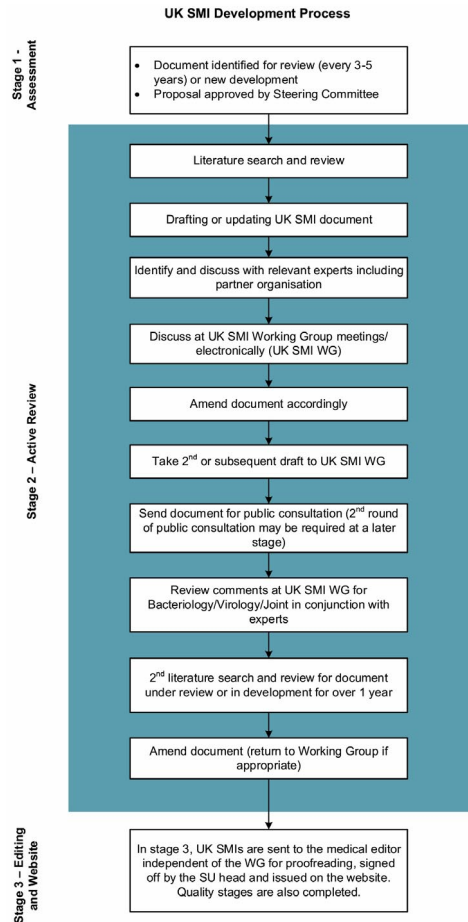 UK SMI Development Process
Stage 1 -
Assessment
• Document identified for review (every 3-5
years) or new development
• Proposal approved by Steering Committee
Stage 2 – Active Review
Literature search and review
Drafting or updating UK SMI document
Identify and discuss with relevant experts including
partner organisation
Discuss at UK SMI Working Group meetings/
electronically (UK SMI WG)
Amend document accordingly
Take 2nd or subsequent draft to UK SMI WG
Send document for public consultation (2nd round
of public consultation may be required at a later
stage)
Review comments at UK SMI WG for
Bacteriology/Virology/Joint in conjunction with
experts
2nd literature search and review for document
under review or in development for over 1 year
Amend document (return to Working Group if
appropriate)
Stage 3 – Editing
and Website
In stage 3, UK SMIs are sent to the medical editor
independent of the WG for proofreading, signed
off by the SU head and issued on the website.
Quality stages are also completed.